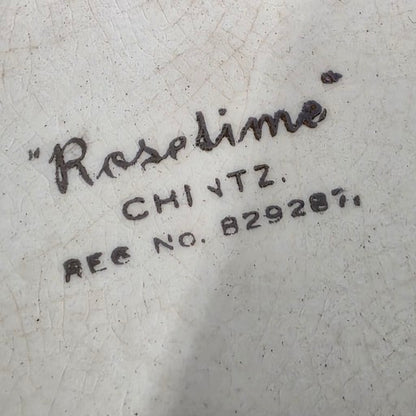 "Rosetime"
CHINTZ.
REG NO. 829287.